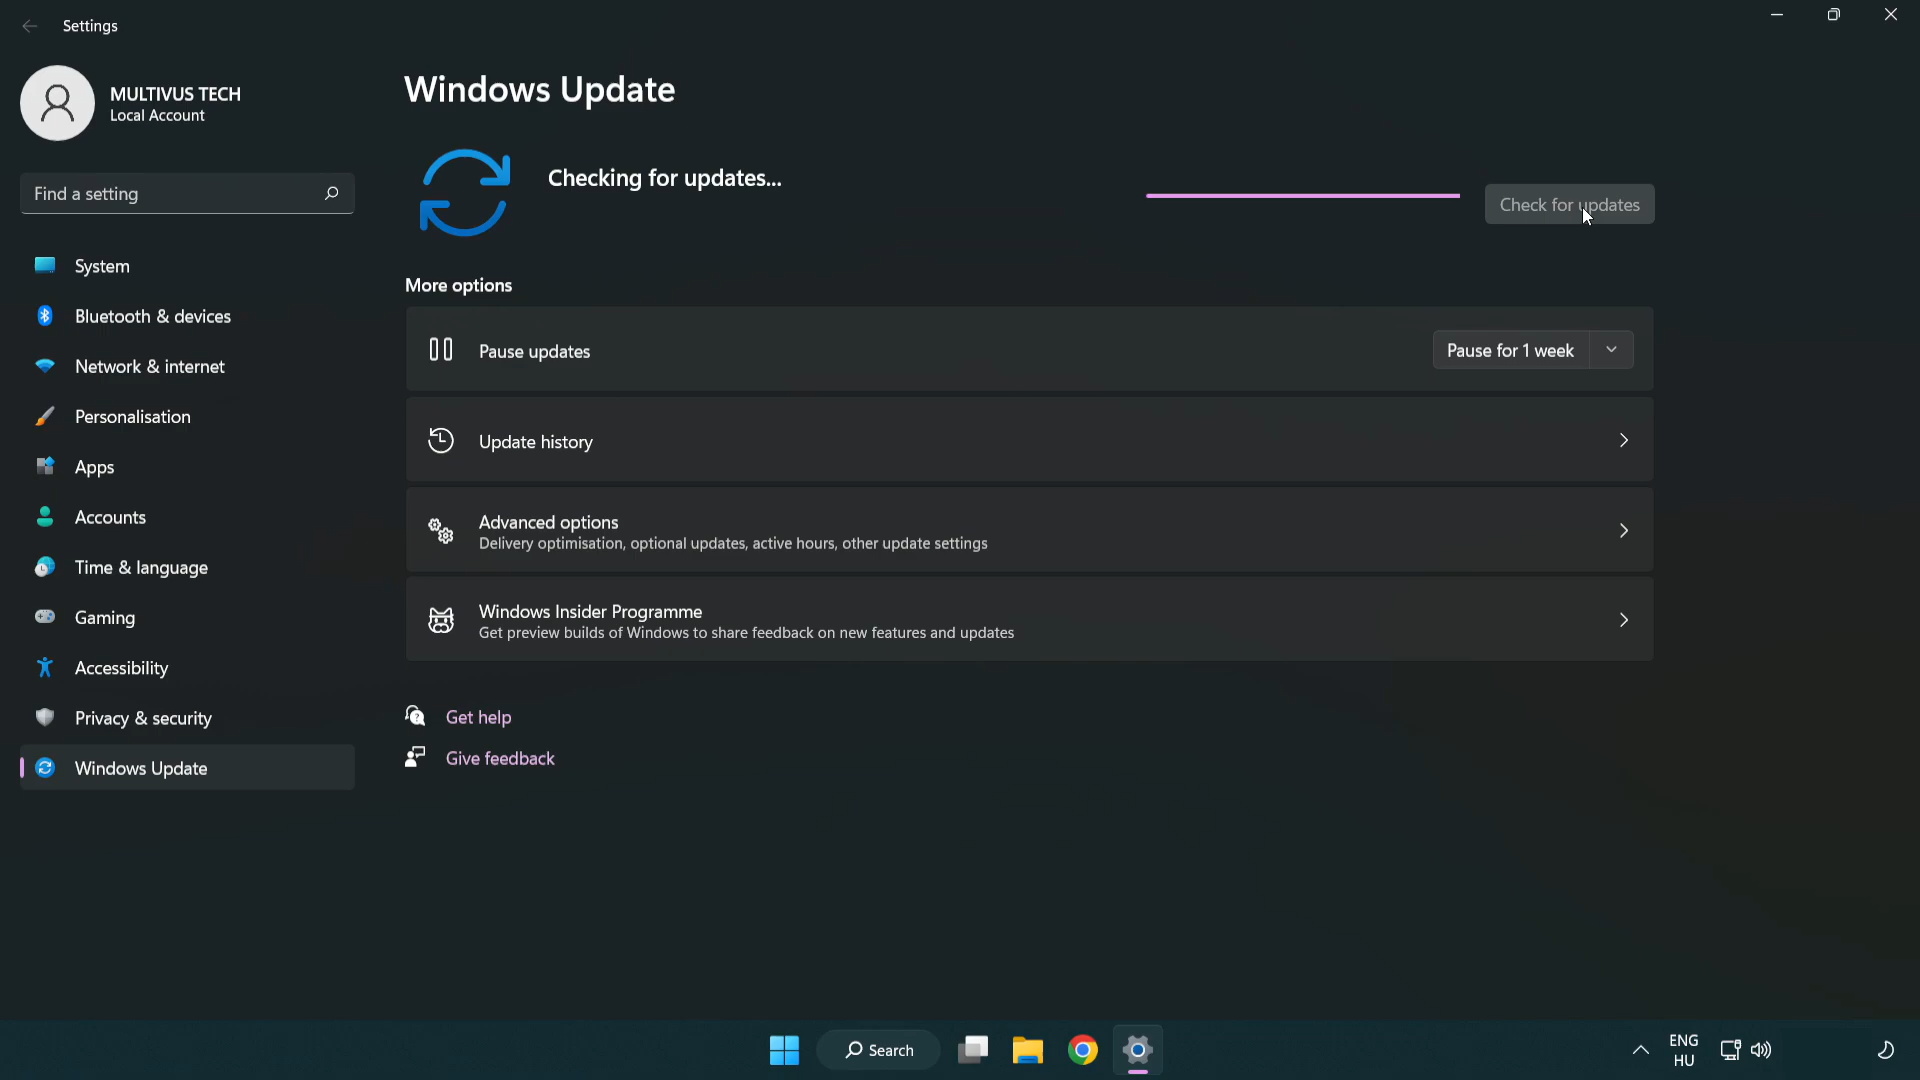 Settings
MULTIVUS TECH
Local Account
Find a setting
System
Bluetooth & devices
Network & internet
Personalisation
Apps
Accounts
Time & language
Gaming
Accessibility
Privacy & security
Windows Update
Windows Update
Checking for updates...
Check for updates
More options
Pause updates
Pause for 1 week
Update history
Advanced options
Delivery optimisation, optional updates, active hours, other update settings
Windows Insider Programme
Get preview builds of Windows to share feedback on new features and updates
Get help
Give feedback
Search
ENG
HU